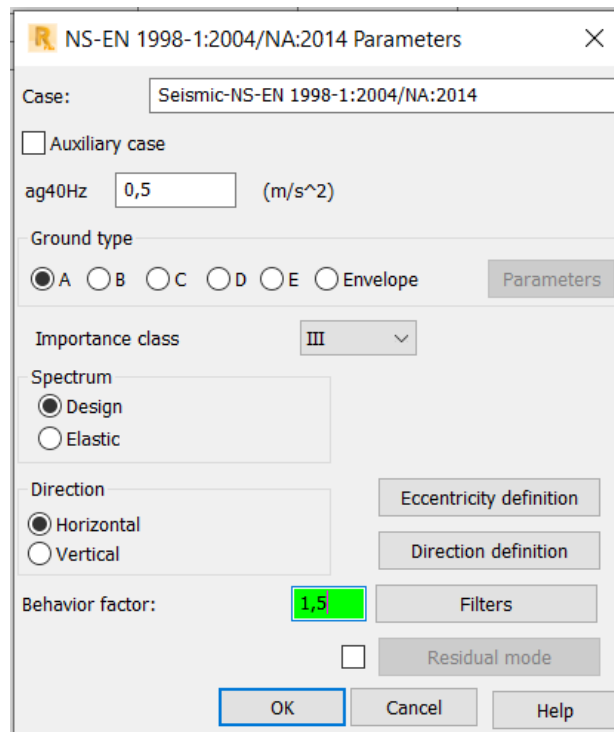 NS-EN 1998-1:2004/NA:2014 Parameters
Case: Seismic-NS-EN 1998-1:2004/NA:2014
Auxiliary case
ag40Hz 0,5 (m/s^2)
Ground type
A B C D E Envelope Parameters
Importance class III
Spectrum
Design
Elastic
Direction
Horizontal
Vertical
Eccentricity definition
Direction definition
Behavior factor: 1,5 Filters
Residual mode
OK Cancel Help